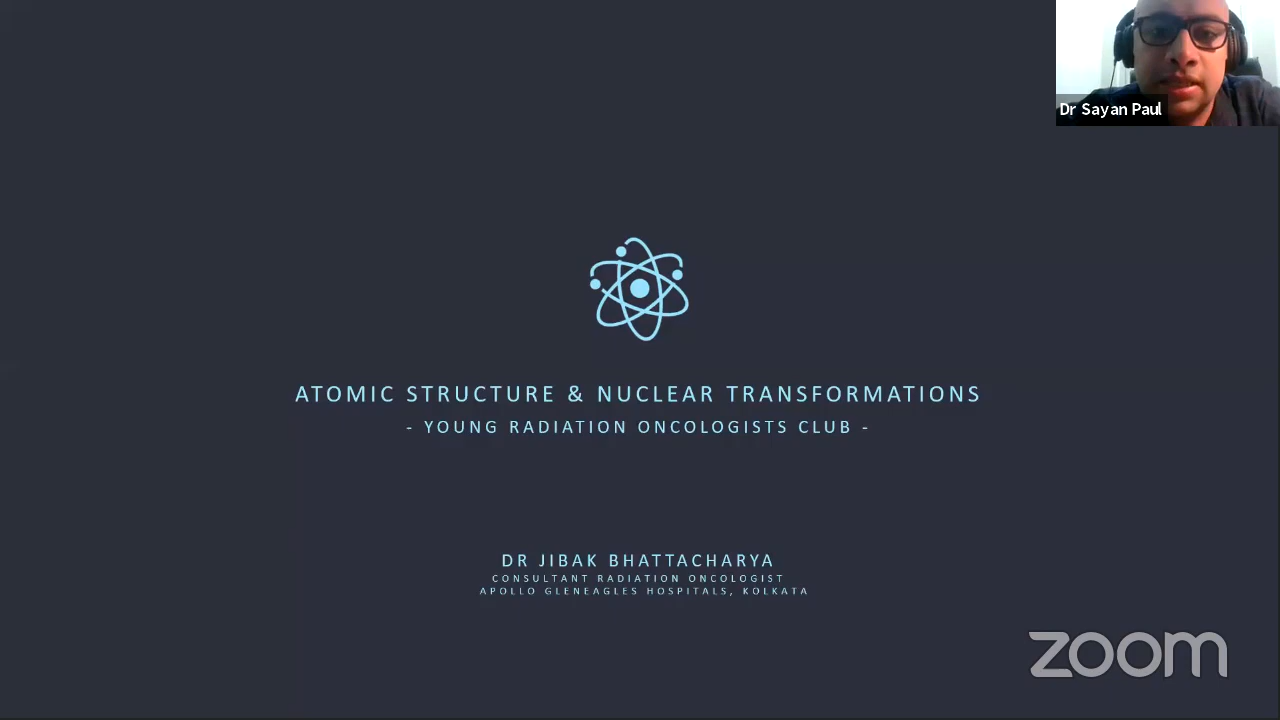 Dr Sayan Paul
ATOMIC STRUCTURE & NUCLEAR TRANSFORMATIONS
- YOUNG RADIATION ONCOLOGISTS CLUB -
DR JIBAK BHATTACHARYA
CONSULTANT RADIATION ONCOLOGIST
APOLLO GLENEAGLES HOSPITALS, KOLKATA
zoom